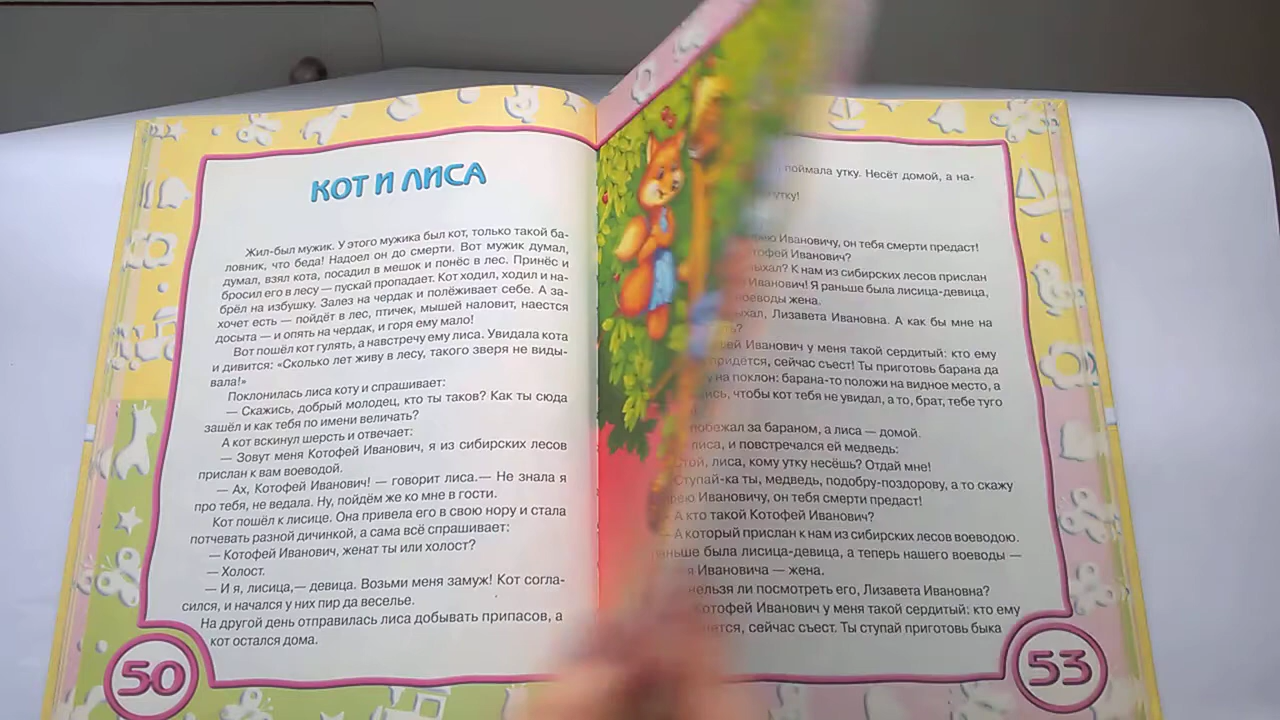 КОТ И ЛИСА
Жил-был мужик. У этого мужика был кот, только такой ба-
ловник, что беда! Надоел он до смерти. Вот мужик думал,
думал, взял кота, посадил в мешок и понёс в лес. Принёс и
бросил его в лесу — пускай пропадает. Кот ходил, ходил и на-
брёл на избушку. Залез на чердак и полёживает себе. А за-
хочет есть — пойдёт в лес, птичек, мышей наловит, наестся
досыта — и опять на чердак, и горя ему мало!
Вот пошёл кот гулять, а навстречу ему лиса. Увидала кота
и дивится: «Сколько лет живу в лесу, такого зверя не виды-
вала!»
Поклонилась лиса коту и спрашивает:
— Скажись, добрый молодец, кто ты таков? Как ты сюда
зашёл и как тебя по имени величать?
А кот вскинул шерсть и отвечает:
— Зовут меня Котофей Иванович, я из сибирских лесов
прислан к вам воеводой.
— Ах, Котофей Иванович! — говорит лиса.— Не знала я
про тебя, не ведала. Ну, пойдём же ко мне в гости.
Кот пошёл к лисице. Она привела его в свою нору и стала
потчевать разной дичинкой, а сама всё спрашивает:
— Котофей Иванович, женат ты или холост?
— Холост.
— И я, лисица,— девица. Возьми меня замуж! Кот согла-
сился, и начался у них пир да веселье.
На другой день отправилась лиса добывать припасов, а
кот остался дома.
50
поймала утку. Несёт домой, а на-
утку!
Ивановичу, он тебя смерти предаст!
Иванович?
К нам из сибирских лесов прислан
Иванович! Я раньше была лисица-девица,
воеводы жена.
Лизавета Ивановна. А как бы мне на
Иванович у меня такой сердитый: кто ему
придётся, сейчас съест! Ты приготовь барана да
на поклон: барана-то положи на видное место, а
чтобы кот тебя не увидал, а то, брат, тебе туго
побежал за бараном, а лиса — домой.
лиса, и повстречался ей медведь:
лиса, кому утку несёшь? Отдай мне!
Ступай-ка ты, медведь, подобру-поздорову, а то скажу
Ивановичу, он тебя смерти предаст!
А кто такой Котофей Иванович?
— А который прислан к нам из сибирских лесов воеводою.
была лисица-девица, а теперь нашего воеводы —
Ивановича — жена.
нельзя ли посмотреть его, Лизавета Ивановна?
Котофей Иванович у меня такой сердитый: кто ему
сейчас съест. Ты ступай приготовь быка
53